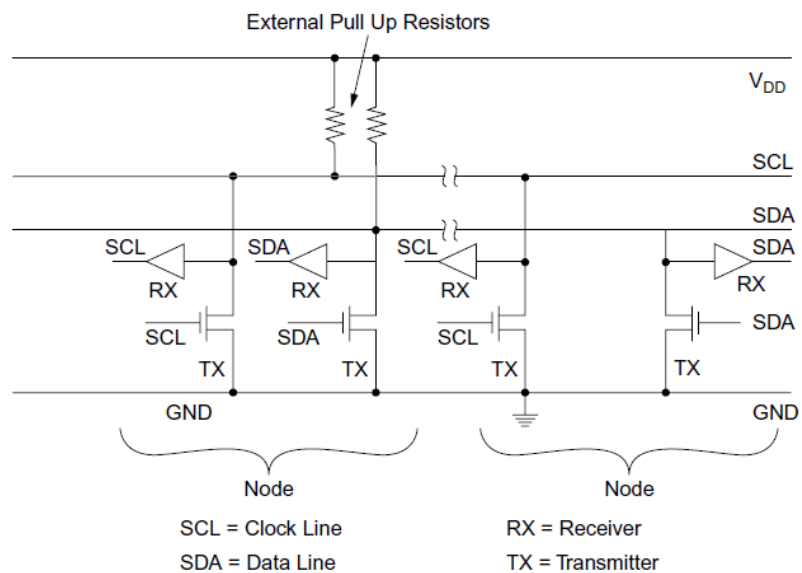 External Pull Up Resistors
V_DD
SCL
SDA
SCL
SDA
SCL
SDA
RX
RX
RX
RX
SCL
SDA
SCL
SDA
TX
TX
TX
TX
GND
GND
Node
Node
SCL = Clock Line
RX = Receiver
SDA = Data Line
TX = Transmitter